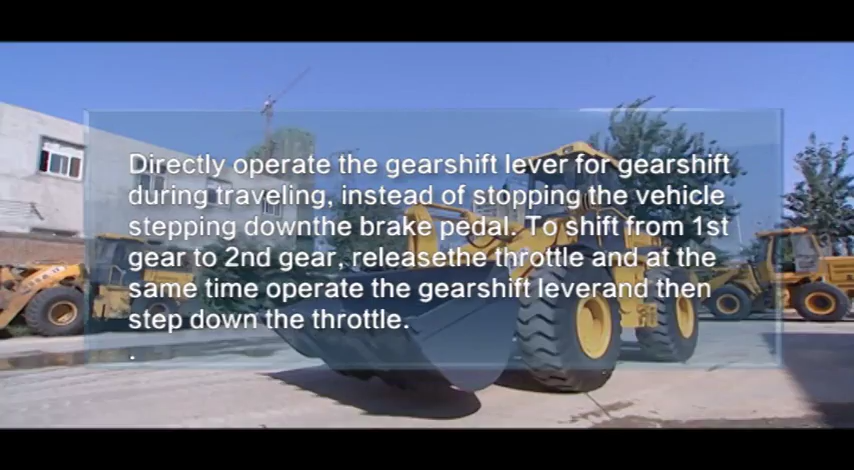 Directly operate the gearshift lever for gearshift
during traveling, instead of stopping the vehicle
stepping downthe brake pedal. To shift from 1st
gear to 2nd gear, releasethe throttle and at the
same time operate the gearshift leverand then
step down the throttle.
.